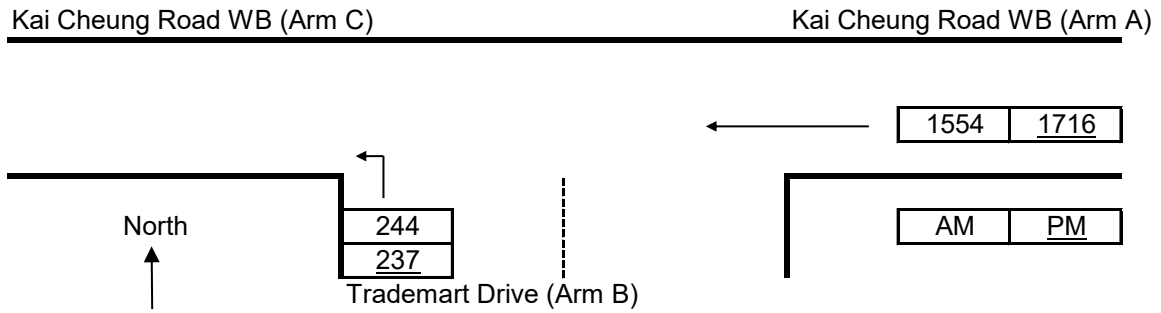 Kai Cheung Road WB (Arm C) Kai Cheung Road WB (Arm A)
1554 1716
North 244 AM PM
237
Trademart Drive (Arm B)